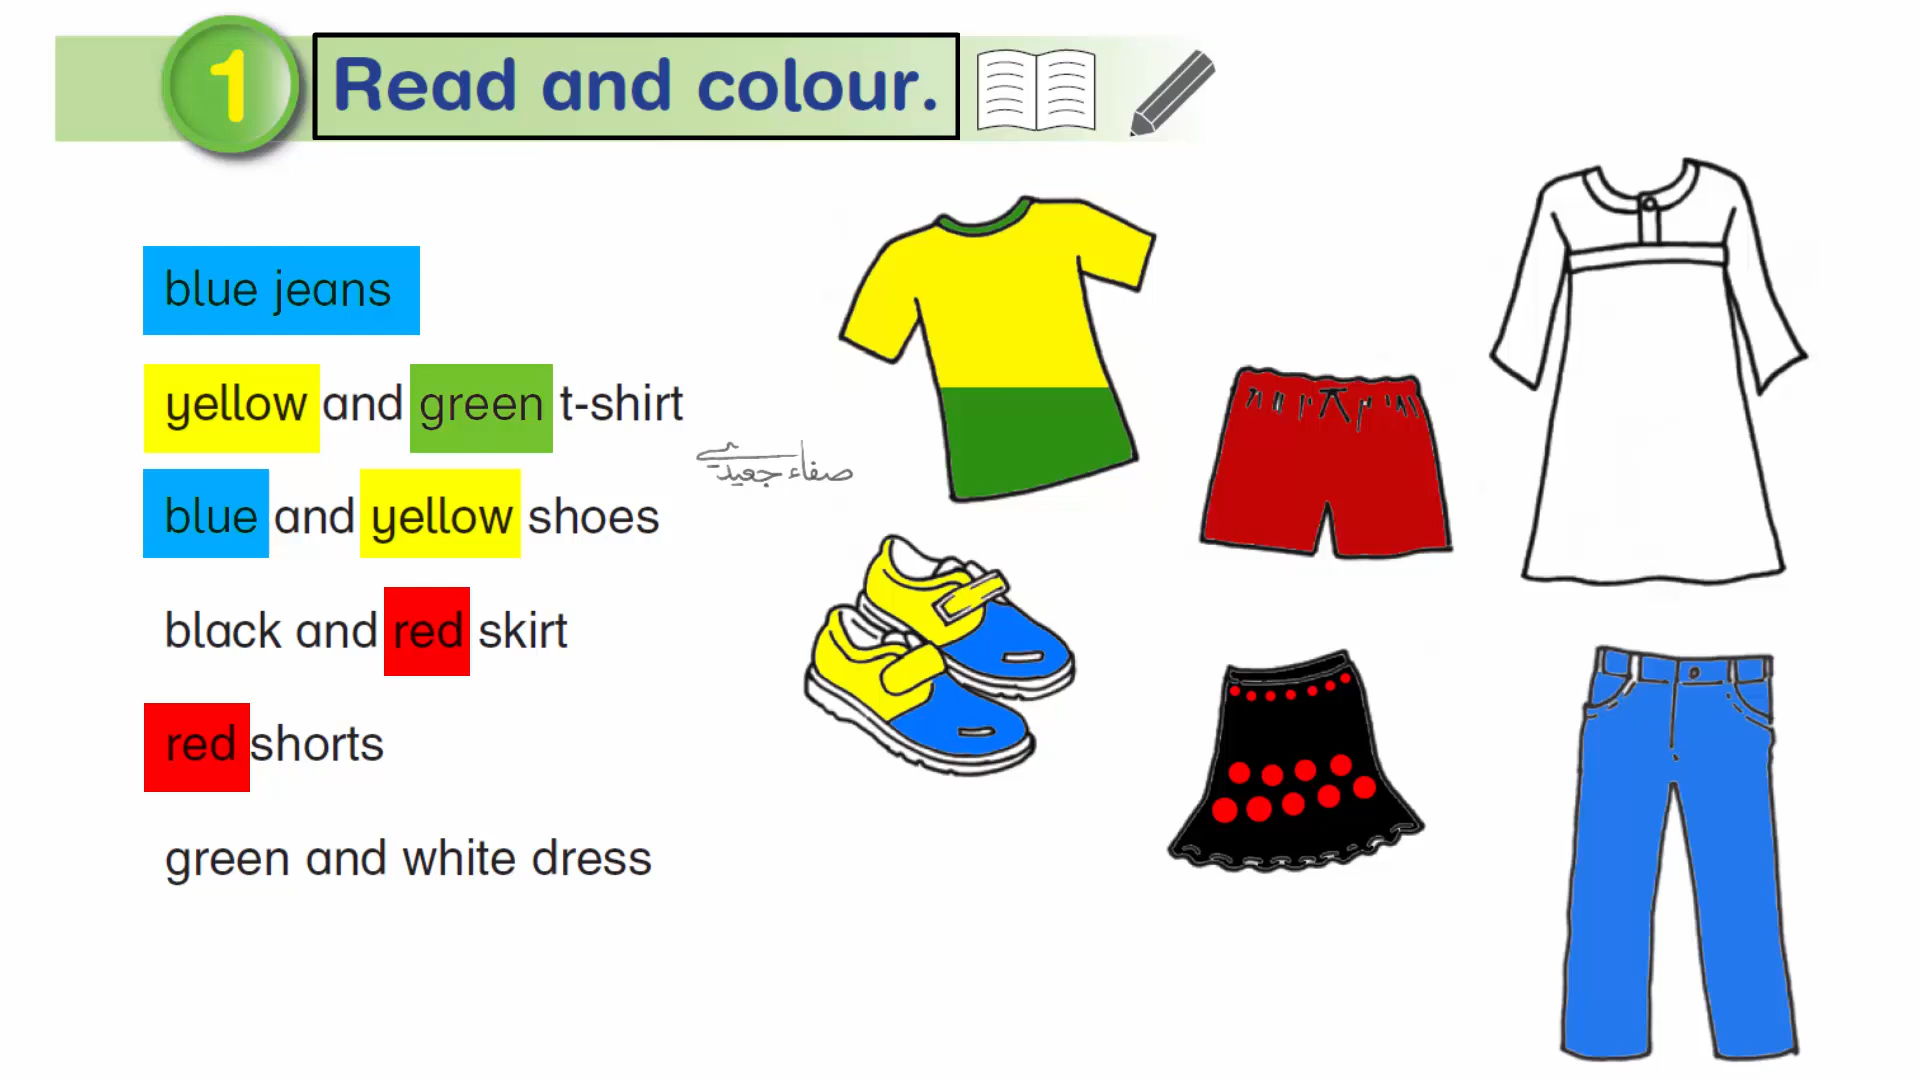 1 Read and colour.
blue jeans
yellow and green t-shirt
صفاء جعيدي
blue and yellow shoes
black and red skirt
red shorts
green and white dress